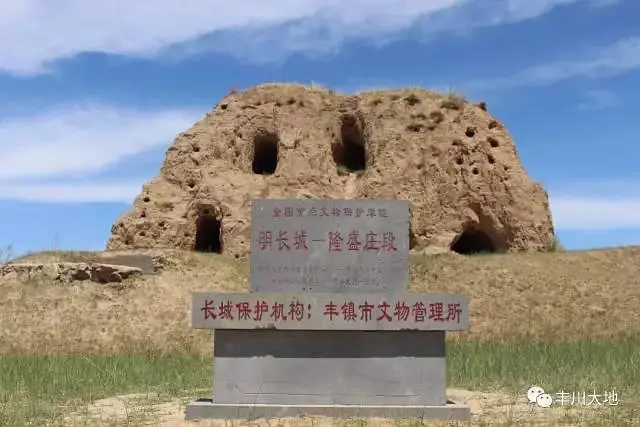 全国重点文物保护单位
明长城—隆盛庄段
长城保护机构：丰镇市文物管理所
丰川大地